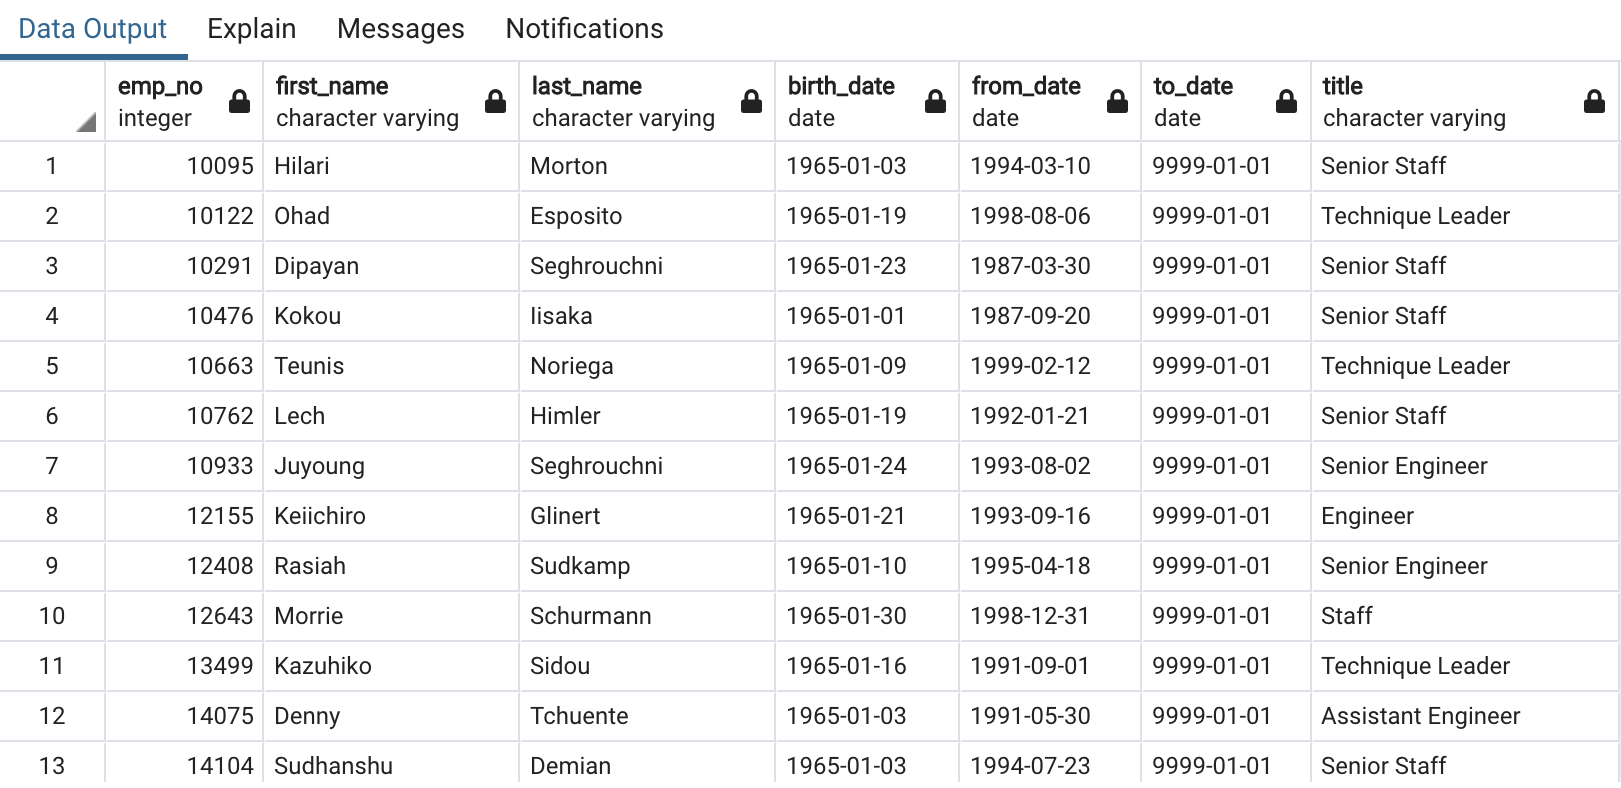 Data Output Explain Messages Notifications
emp_no first_name last_name birth_date from_date to_date title
integer character varying character varying date date date character varying
1 10095 Hilari Morton 1965-01-03 1994-03-10 9999-01-01 Senior Staff
2 10122 Ohad Esposito 1965-01-19 1998-08-06 9999-01-01 Technique Leader
3 10291 Dipayan Seghrouchni 1965-01-23 1987-03-30 9999-01-01 Senior Staff
4 10476 Kokou Iisaka 1965-01-01 1987-09-20 9999-01-01 Senior Staff
5 10663 Teunis Noriega 1965-01-09 1999-02-12 9999-01-01 Technique Leader
6 10762 Lech Himler 1965-01-19 1992-01-21 9999-01-01 Senior Staff
7 10933 Juyoung Seghrouchni 1965-01-24 1993-08-02 9999-01-01 Senior Engineer
8 12155 Keiichiro Glinert 1965-01-21 1993-09-16 9999-01-01 Engineer
9 12408 Rasiah Sudkamp 1965-01-10 1995-04-18 9999-01-01 Senior Engineer
10 12643 Morrie Schurmann 1965-01-30 1998-12-31 9999-01-01 Staff
11 13499 Kazuhiko Sidou 1965-01-16 1991-09-01 9999-01-01 Technique Leader
12 14075 Denny Tchuente 1965-01-03 1991-05-30 9999-01-01 Assistant Engineer
13 14104 Sudhanshu Demian 1965-01-03 1994-07-23 9999-01-01 Senior Staff